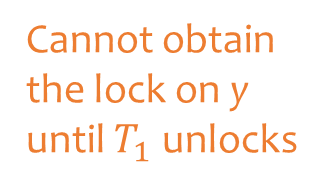 Cannot obtain
the lock on y
until T₁ unlocks